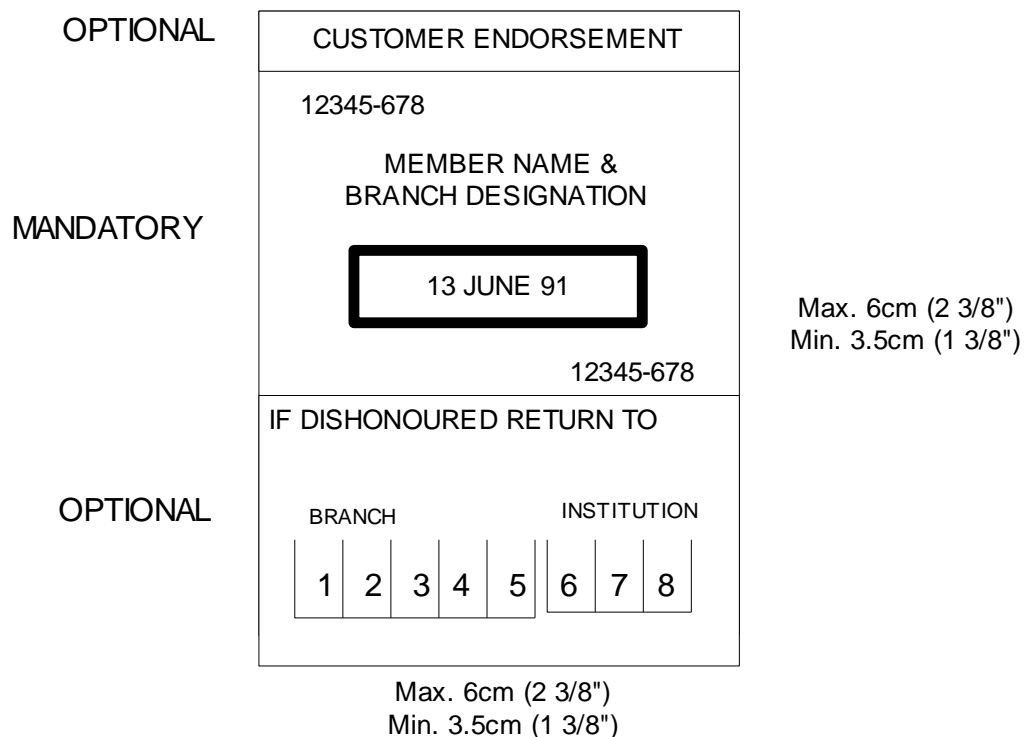 OPTIONAL
CUSTOMER ENDORSEMENT
12345-678
MEMBER NAME &
BRANCH DESIGNATION
MANDATORY
13 JUNE 91
Max. 6cm (2 3/8")
Min. 3.5cm (1 3/8")
12345-678
IF DISHONOURED RETURN TO
OPTIONAL
BRANCH INSTITUTION
1 2 3 4 5 6 7 8
Max. 6cm (2 3/8")
Min. 3.5cm (1 3/8")